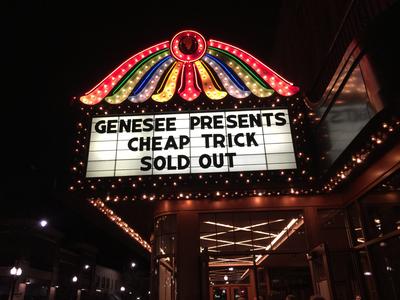 GENESEE PRESENTS
CHEAP TRICK
SOLD OUT